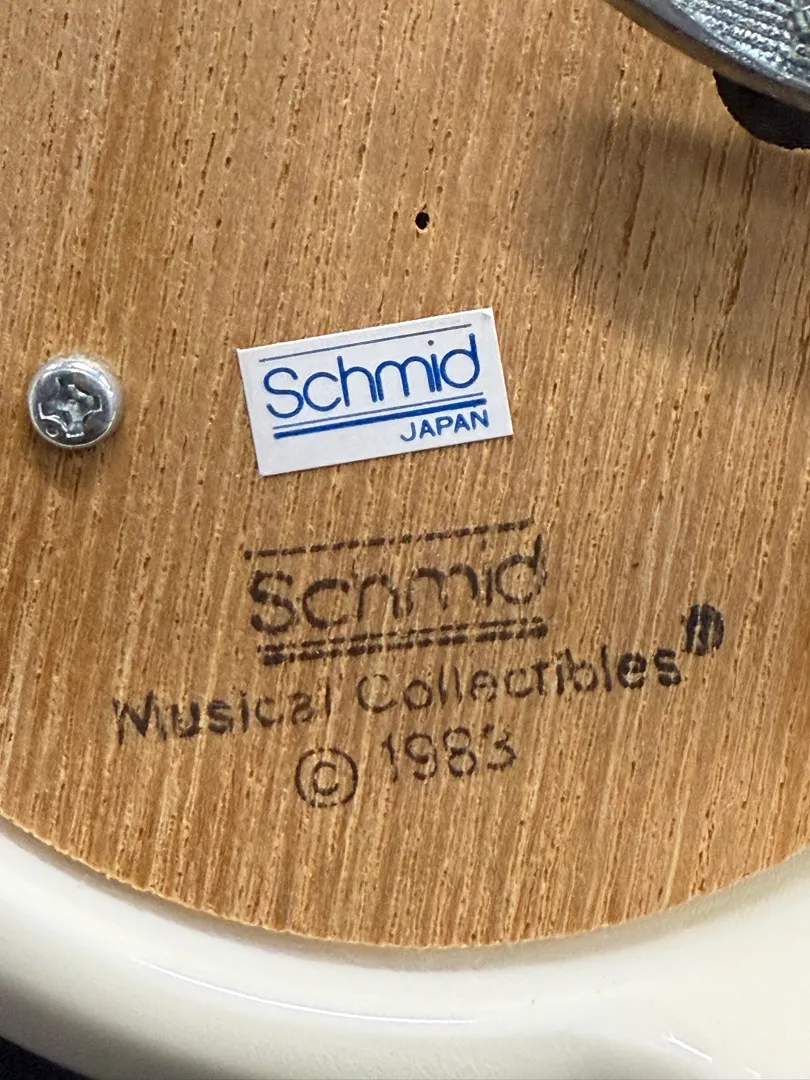 Schmid
JAPAN
Schmid
Musical Collectibles
© 1983